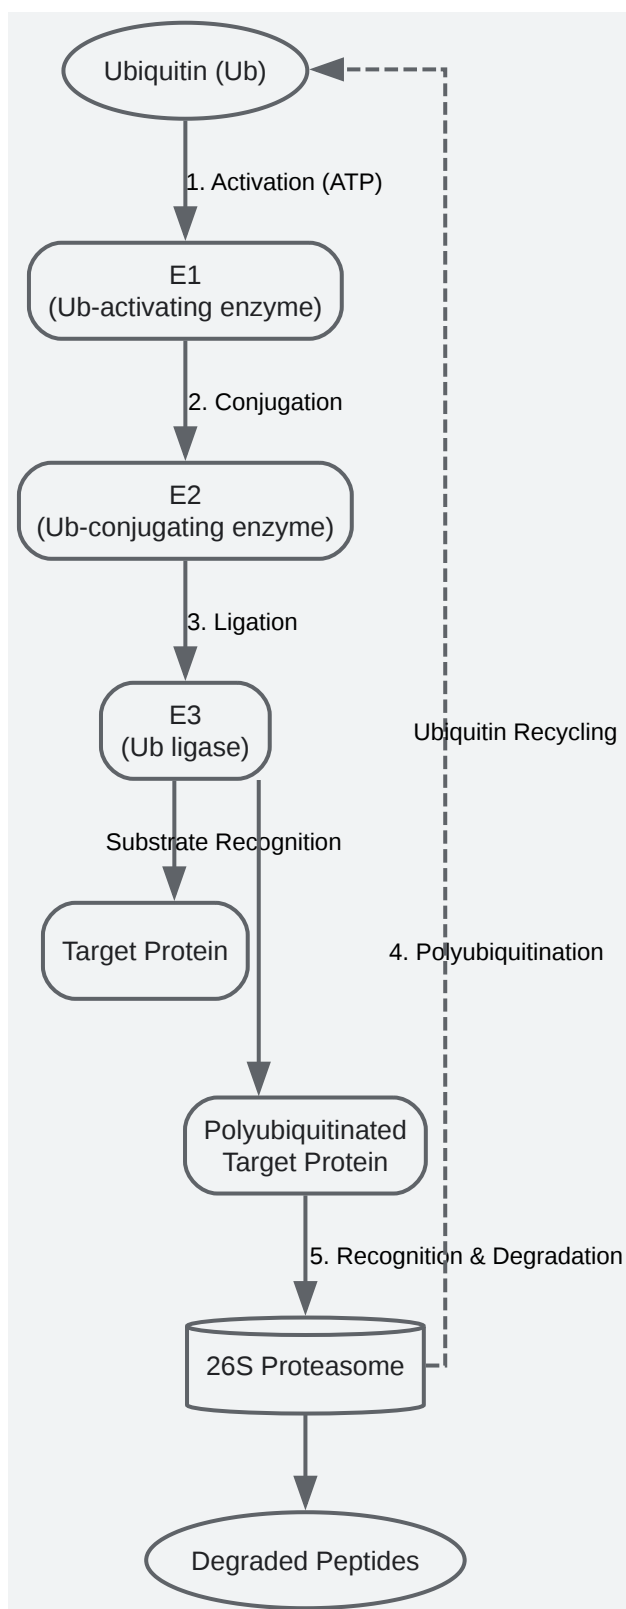 Ubiquitin (Ub)
1. Activation (ATP)
E1
(Ub-activating enzyme)
2. Conjugation
E2
(Ub-conjugating enzyme)
3. Ligation
E3
(Ub ligase)
Ubiquitin Recycling
Substrate Recognition
Target Protein
4. Polyubiquitination
Polyubiquitinated
Target Protein
5. Recognition & Degradation
26S Proteasome
Degraded Peptides